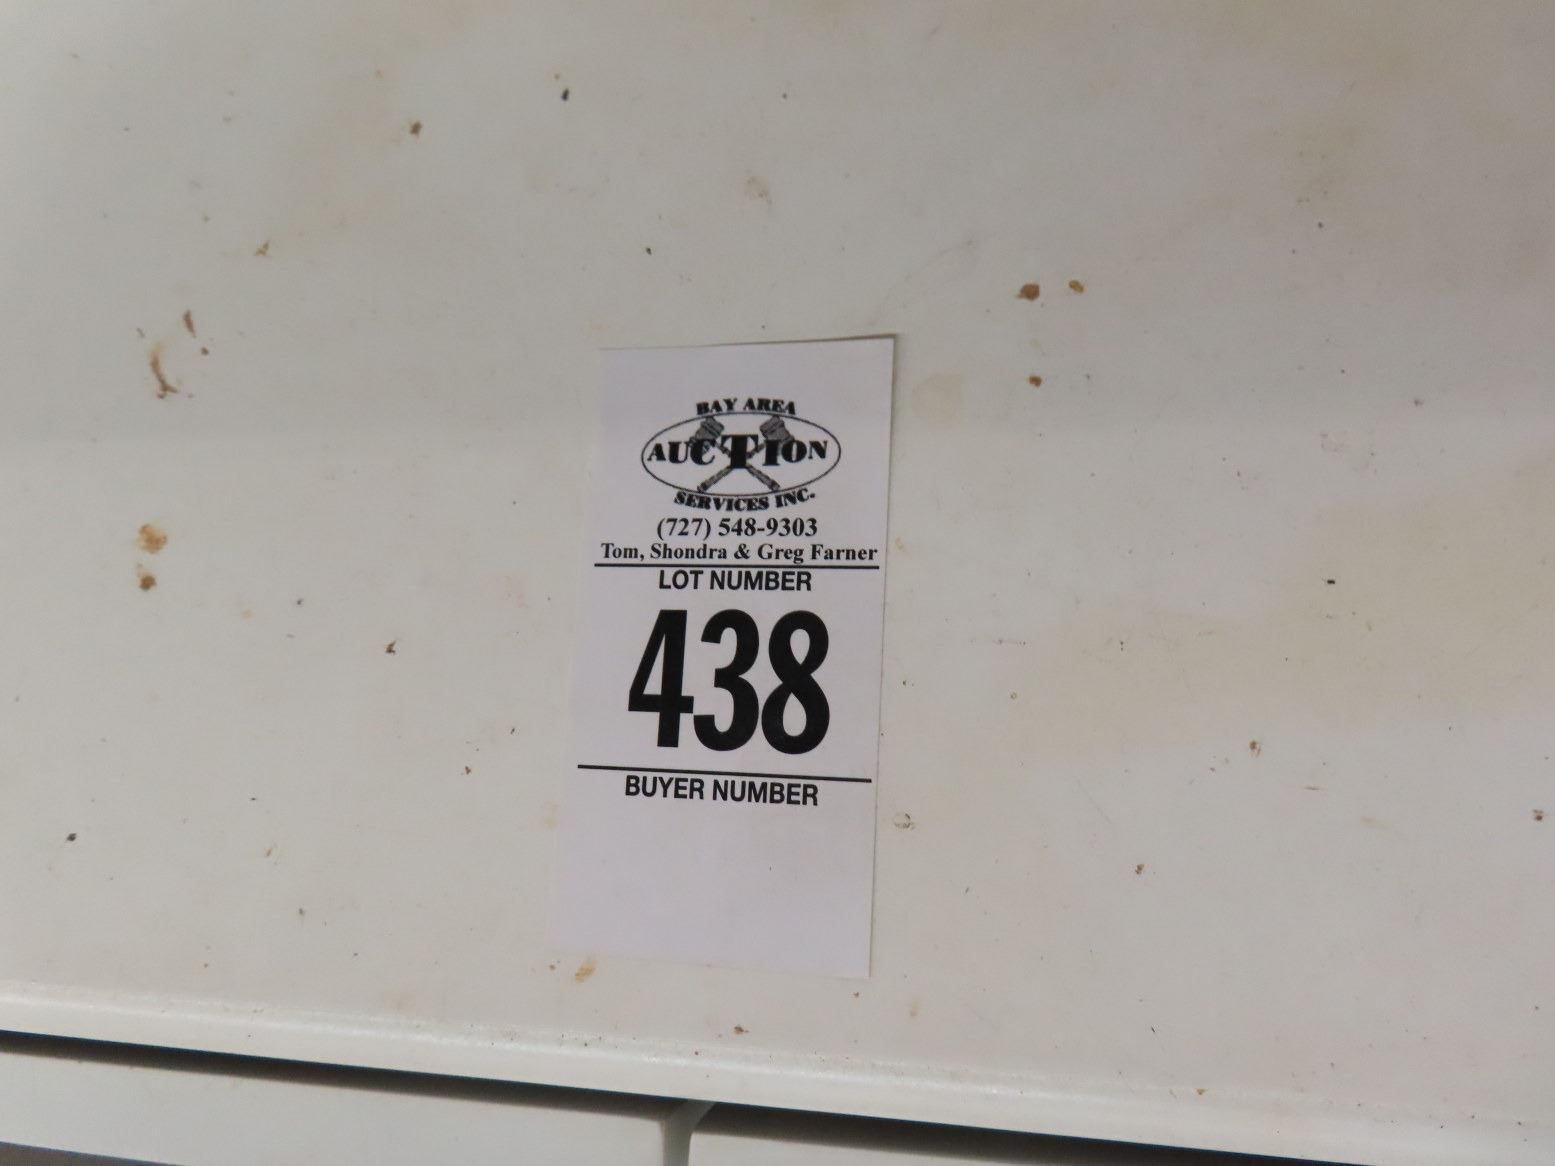 BAY AREA
AUCTION
SERVICES INC.
(727) 548-9303
Tom, Shondra & Greg Farner
LOT NUMBER
438
BUYER NUMBER